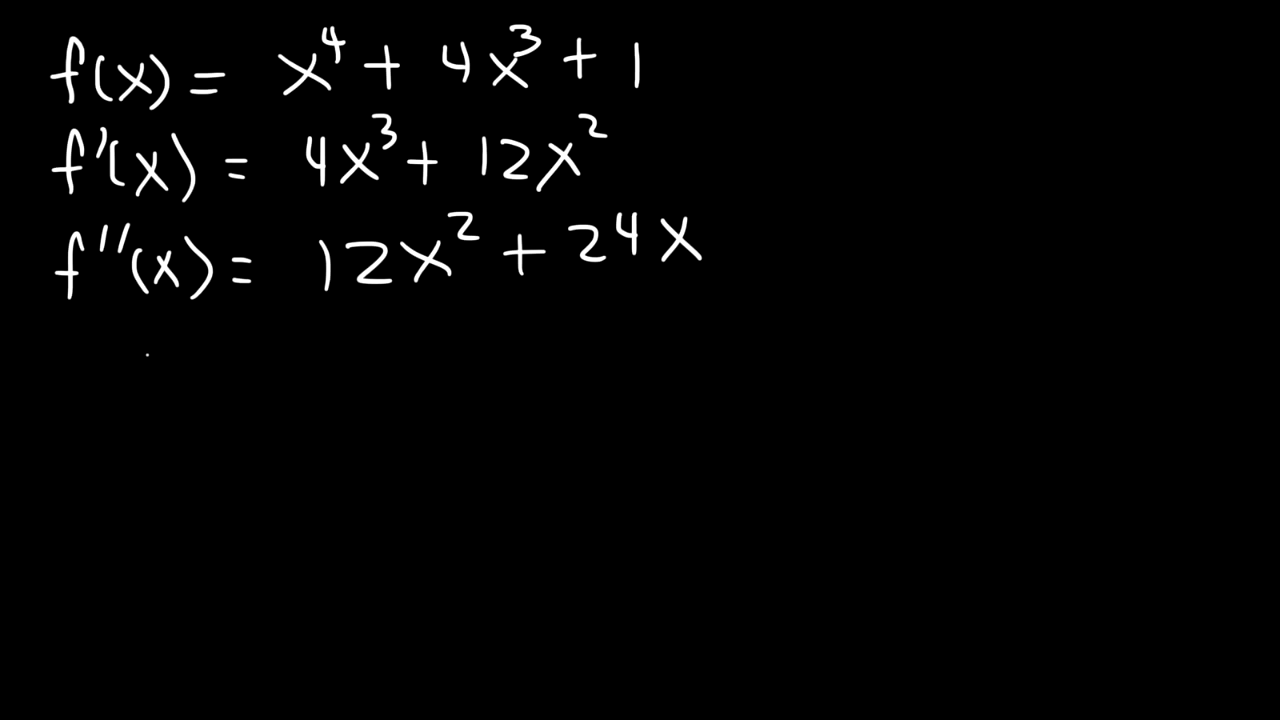 f(x) = x⁴ + 4x³ + 1
f'(x) = 4x³ + 12x²
f''(x) = 12x² + 24x